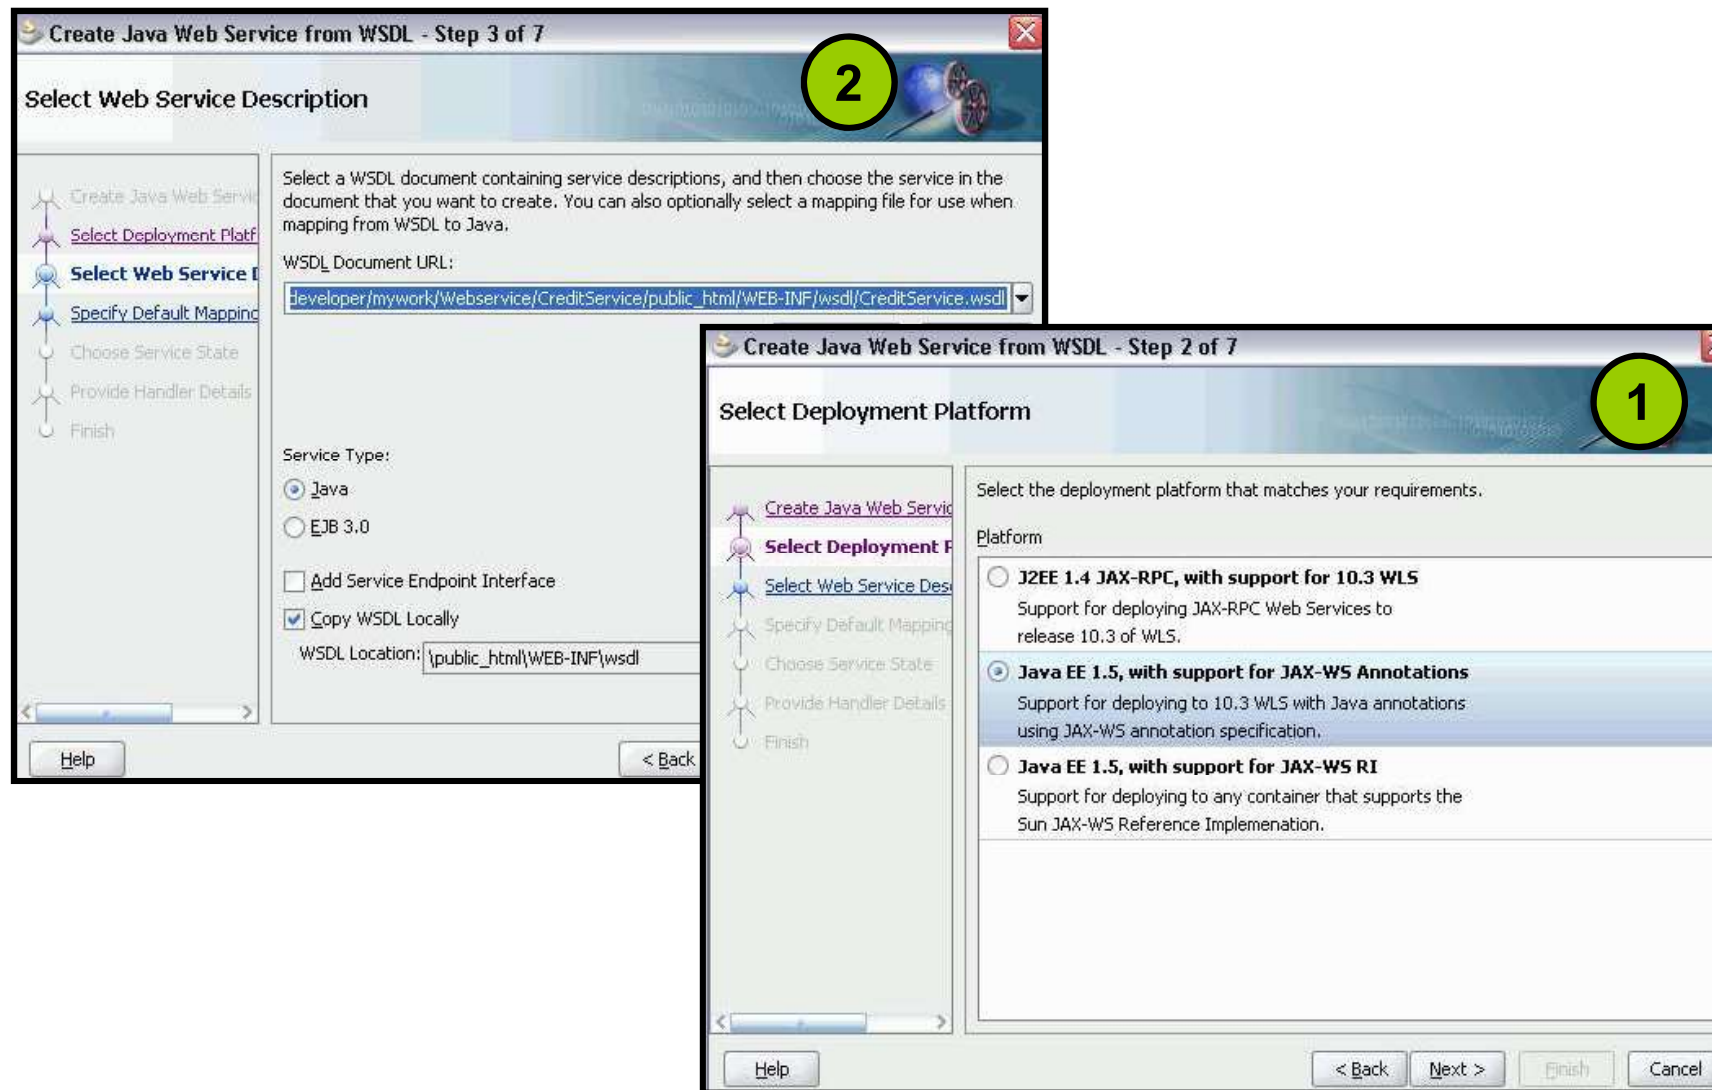 Create Java Web Service from WSDL - Step 3 of 7
2
Select Web Service Description
Create Java Web Servic
Select Deployment Platf
Select Web Service D
Specify Default Mapping
Choose Service State
Provide Handler Details
Finish
Select a WSDL document containing service descriptions, and then choose the service in the
document that you want to create. You can also optionally select a mapping file for use when
mapping from WSDL to Java.
WSDL Document URL:
developer/mywork/Webservice/CreditService/public_html/WEB-INF/wsdl/CreditService.wsdl
Service Type:
Java
EJB 3.0
Add Service Endpoint Interface
Copy WSDL Locally
WSDL Location: \public_html\WEB-INF\wsdl
Help
< Back
Create Java Web Service from WSDL - Step 2 of 7
1
Select Deployment Platform
Create Java Web Servic
Select Deployment P
Select Web Service Des
Specify Default Mapping
Choose Service State
Provide Handler Details
Finish
Select the deployment platform that matches your requirements.
Platform
J2EE 1.4 JAX-RPC, with support for 10.3 WLS
Support for deploying JAX-RPC Web Services to
release 10.3 of WLS.
Java EE 1.5, with support for JAX-WS Annotations
Support for deploying to 10.3 WLS with Java annotations
using JAX-WS annotation specification.
Java EE 1.5, with support for JAX-WS RI
Support for deploying to any container that supports the
Sun JAX-WS Reference Implemenation.
Help
< Back
Next >
Finish
Cancel